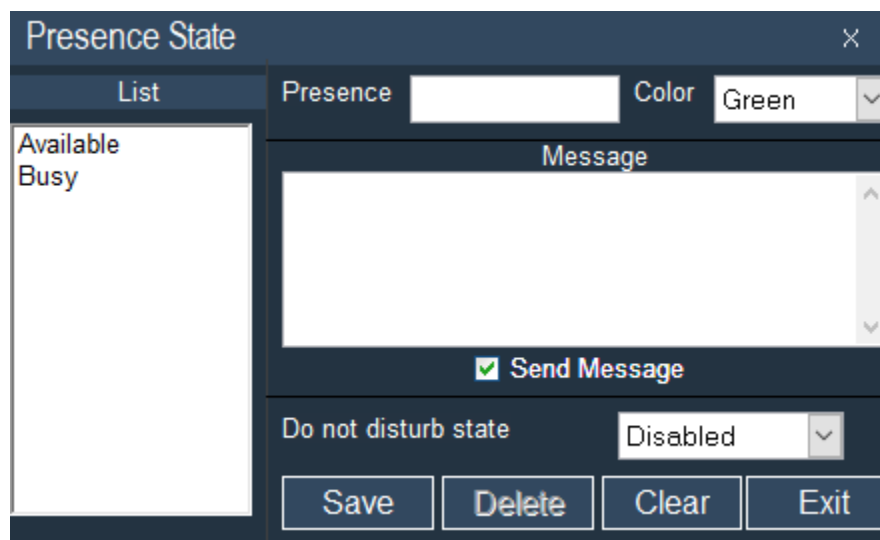 Presence State
List
Available
Busy
Presence
Color
Green
Message
Send Message
Do not disturb state
Disabled
Save
Delete
Clear
Exit